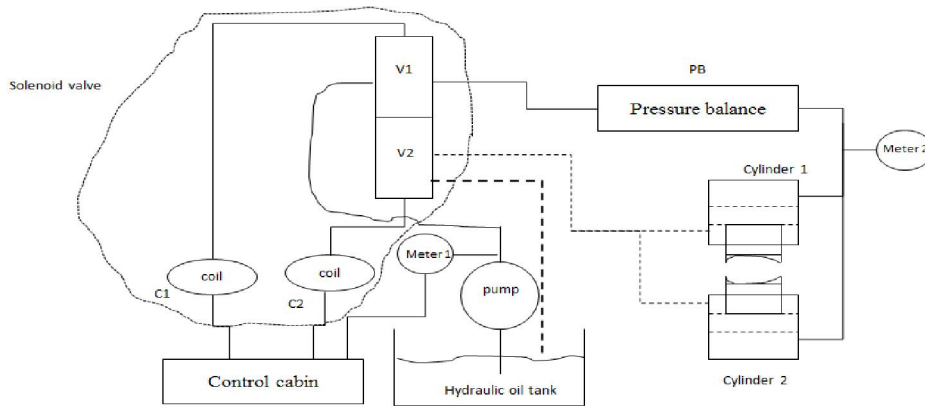 Solenoid valve
V1
V2
PB
Pressure balance
Meter 2
Cylinder 1
coil
coil
C1
C2
Meter 1
pump
Control cabin
Hydraulic oil tank
Cylinder 2